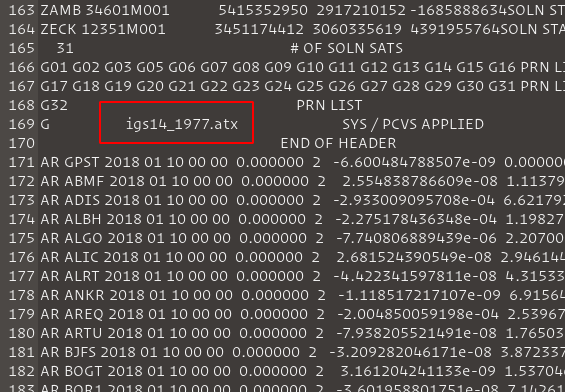 163 ZAMB 34601M001 5415352950 2917210152 -1685888634SOLN ST
164 ZECK 12351M001 3451174412 3060335619 4391955764SOLN STA
165 31 # OF SOLN SATS
166 G01 G02 G03 G05 G06 G07 G08 G09 G10 G11 G12 G13 G14 G15 G16 PRN LI
167 G17 G18 G19 G20 G21 G22 G23 G24 G25 G26 G27 G28 G29 G30 G31 PRN LI
168 G32 PRN LIST
169 G igs14_1977.atx SYS / PCVS APPLIED
170 END OF HEADER
171 AR GPST 2018 01 10 00 00 0.000000 2 -6.600484788507e-09 0.00000
172 AR ABMF 2018 01 10 00 00 0.000000 2 2.554838786609e-08 1.11379
173 AR ADIS 2018 01 10 00 00 0.000000 2 -2.933009095708e-04 6.62179
174 AR ALBH 2018 01 10 00 00 0.000000 2 -2.275178436348e-04 1.19827
175 AR ALGO 2018 01 10 00 00 0.000000 2 -7.740806889439e-06 2.20700
176 AR ALIC 2018 01 10 00 00 0.000000 2 2.681524390549e-08 2.94614
177 AR ALRT 2018 01 10 00 00 0.000000 2 -4.422341597811e-08 4.31533
178 AR ANKR 2018 01 10 00 00 0.000000 2 -1.118517217107e-09 6.91564
179 AR AREQ 2018 01 10 00 00 0.000000 2 -2.004850059198e-04 2.53967
180 AR ARTU 2018 01 10 00 00 0.000000 2 -7.938205521491e-08 1.76503
181 AR BJFS 2018 01 10 00 00 0.000000 2 -3.209282046171e-08 3.87233
182 AR BOGT 2018 01 10 00 00 0.000000 2 3.161204241133e-09 1.53704
183 AR BOR1 2018 01 10 00 00 0.000000 2 -3.601958801751e-08 7.14261